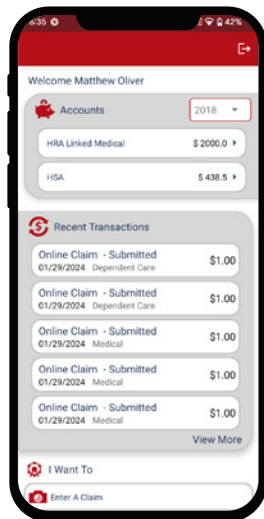 6:35 42%
Welcome Matthew Oliver
Accounts 2018
HRA Linked Medical $ 2000.0
HSA $ 438.5
Recent Transactions
Online Claim - Submitted $1.00
01/29/2024 Dependent Care
Online Claim - Submitted $1.00
01/29/2024 Dependent Care
Online Claim - Submitted $1.00
01/29/2024 Medical
Online Claim - Submitted $1.00
01/29/2024 Medical
Online Claim - Submitted $1.00
01/29/2024 Medical
View More
I Want To
Enter A Claim